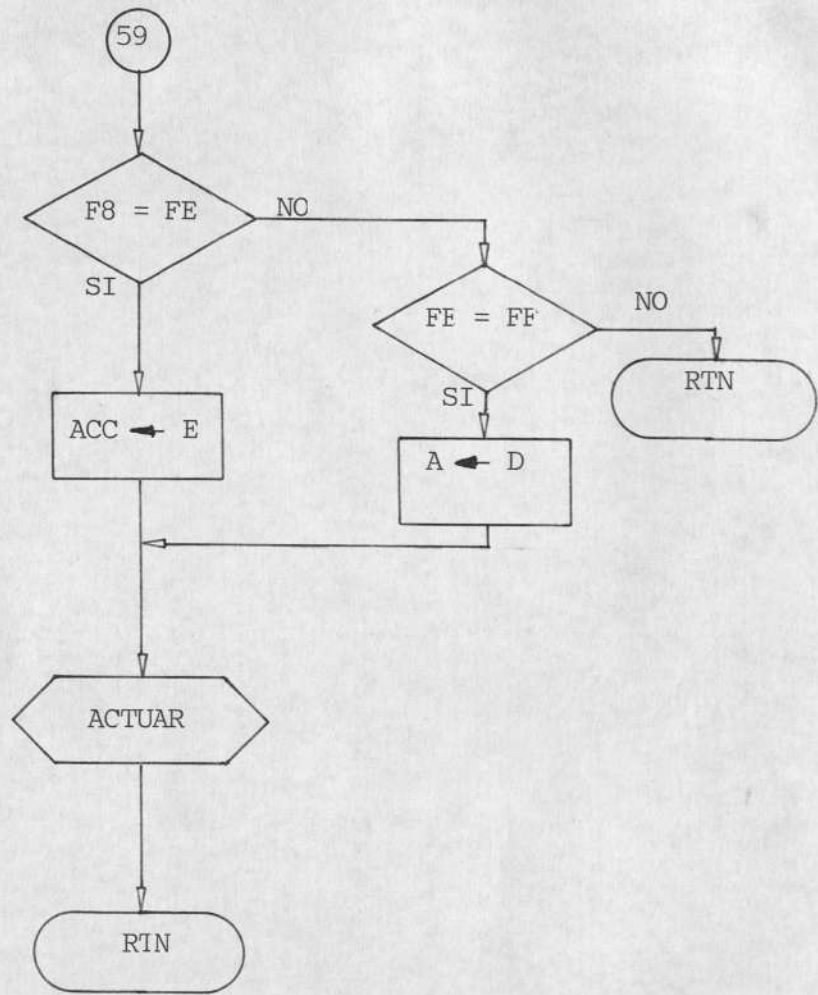 59
F8 = FE
NO
SI
FE = FF
NO
SI
RTN
ACC ← E
A ← D
ACTUAR
RTN